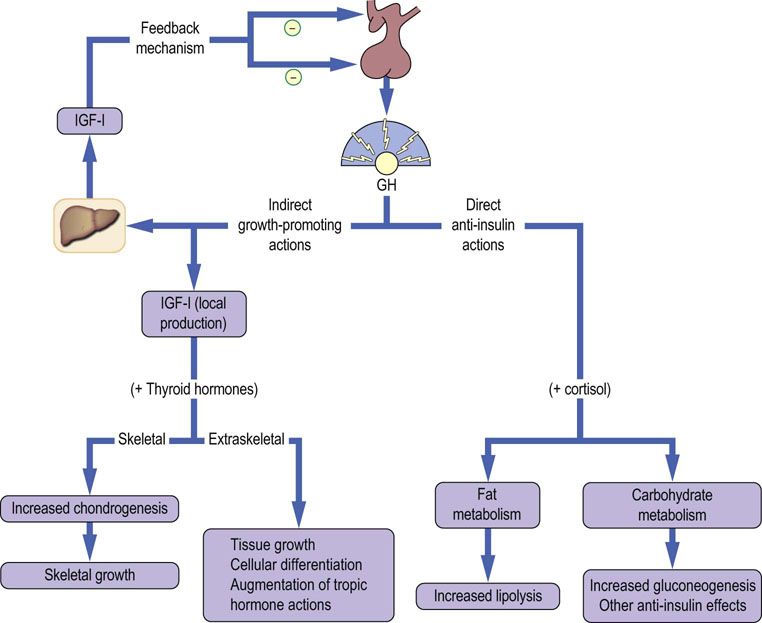 Feedback
mechanism
−
−
IGF-I
GH
Indirect
growth-promoting
actions
Direct
anti-insulin
actions
IGF-I (local
production)
(+ Thyroid hormones)
(+ cortisol)
Skeletal
Extraskeletal
Increased chondrogenesis
Skeletal growth
Tissue growth
Cellular differentiation
Augmentation of tropic
hormone actions
Fat
metabolism
Increased lipolysis
Carbohydrate
metabolism
Increased gluconeogenesis
Other anti-insulin effects